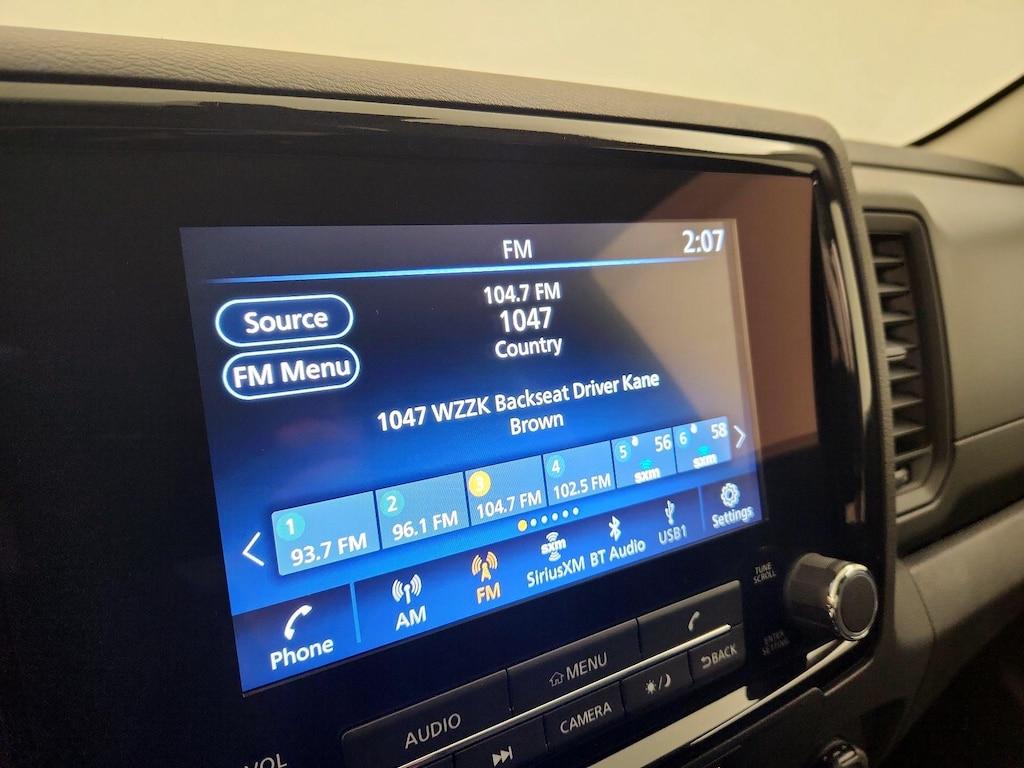 FM
2:07
Source
FM Menu
104.7 FM
1047
Country
1047 WZZK Backseat Driver Kane
Brown
1
93.7 FM
2
96.1 FM
3
104.7 FM
4
102.5 FM
5
56
sxm
6
58
sxm
Phone
AM
FM
sxm
SiriusXM
BT Audio
USB1
Settings
TUNE
SCROLL
ENTER
SETTING
VOL
AUDIO
MENU
CAMERA
BACK